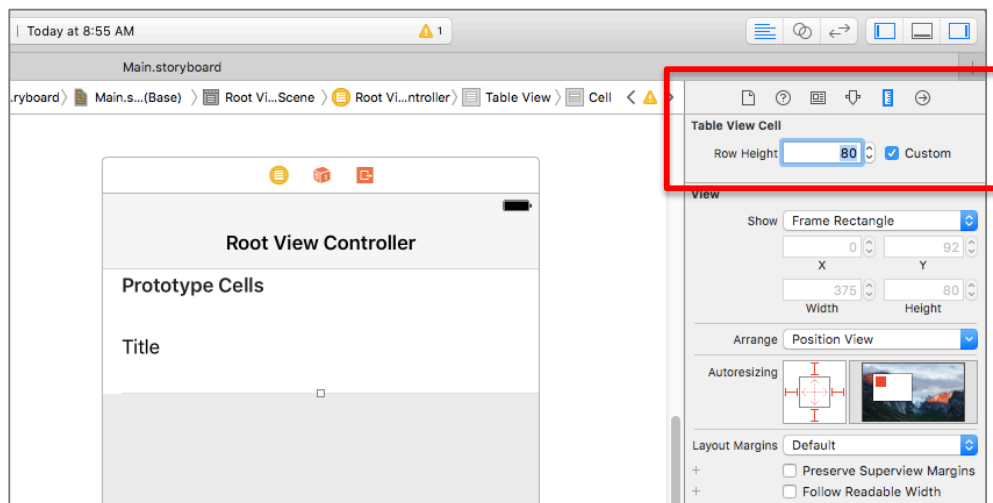 | Today at 8:55 AM
1
Main.storyboard
.ryboard Main.s...(Base) Root Vi...Scene Root Vi...ntroller Table View Cell
Table View Cell
Row Height 80 Custom
View
Show Frame Rectangle
0 92
X Y
375 80
Width Height
Arrange Position View
Autoresizing
Layout Margins Default
+ Preserve Superview Margins
+ Follow Readable Width
Root View Controller
Prototype Cells
Title